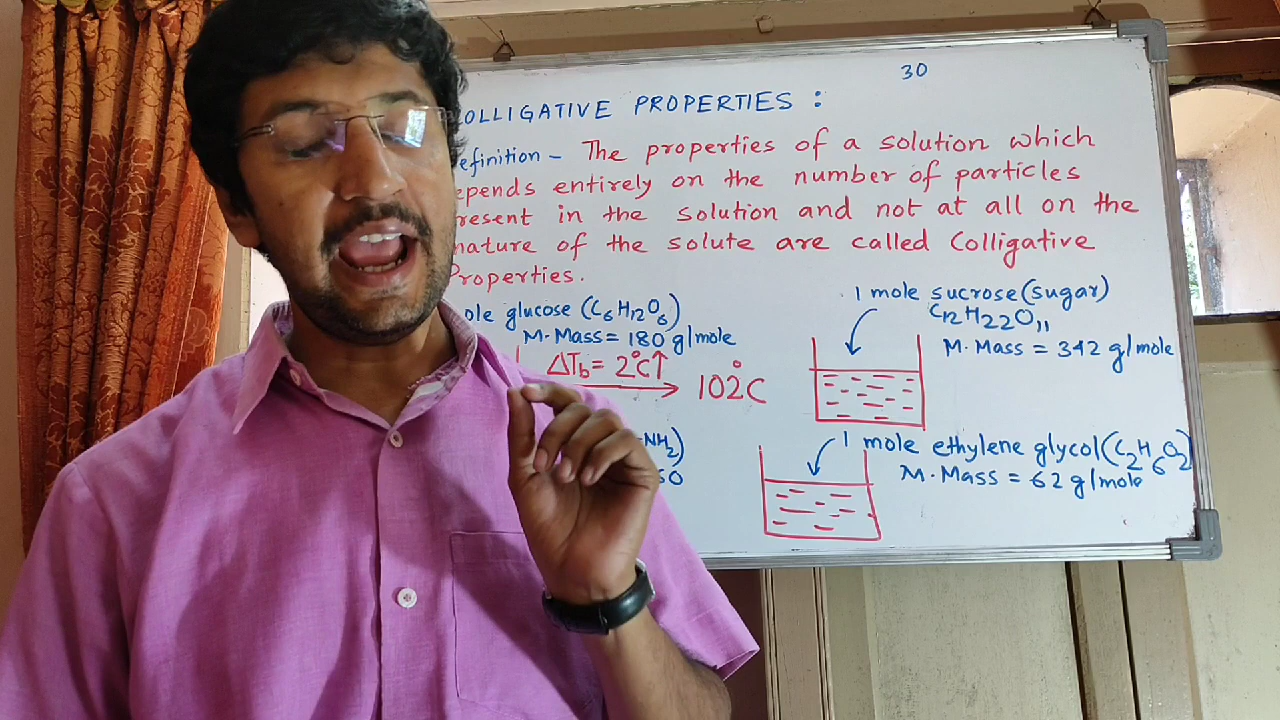 30
OLLIGATIVE PROPERTIES :
efinition - The properties of a solution which
epends entirely on the number of particles
resent in the solution and not at all on the
nature of the solute are called Colligative
Properties.
ole glucose (C6H12O6)
M.Mass = 180 g/mole
ΔTb = 2°C↑
102°C
1 mole sucrose (sugar)
C12H22O11
M.Mass = 342 g/mole
-NH2)
60
1 mole ethylene glycol (C2H6O2)
M.Mass = 62 g/mole